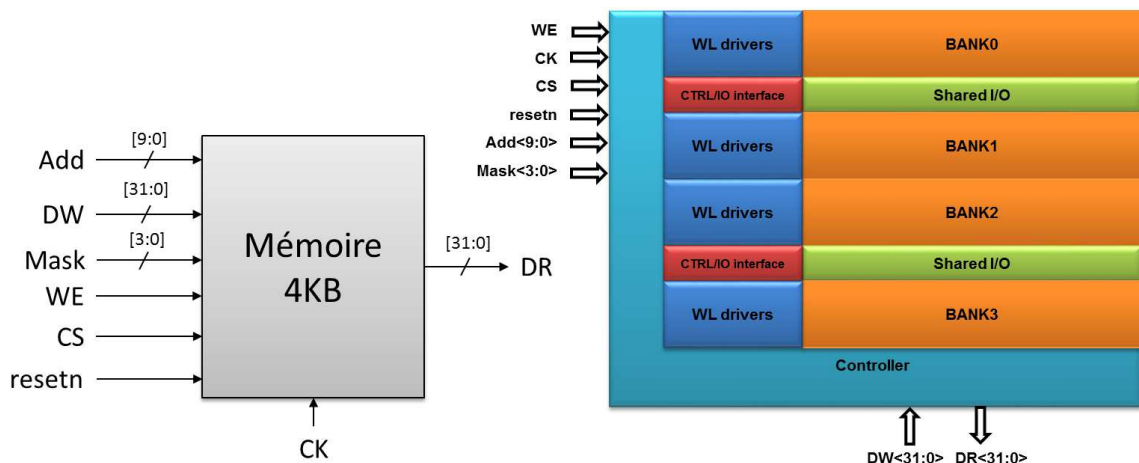 [9:0]
Add
[31:0]
DW
[3:0]
Mask
WE
CS
resetn
Mémoire
4KB
CK
[31:0]
DR
WE
CK
CS
resetn
Add<9:0>
Mask<3:0>
WL drivers
BANK0
CTRL/IO interface
Shared I/O
WL drivers
BANK1
WL drivers
BANK2
CTRL/IO interface
Shared I/O
WL drivers
BANK3
Controller
DW<31:0>
DR<31:0>